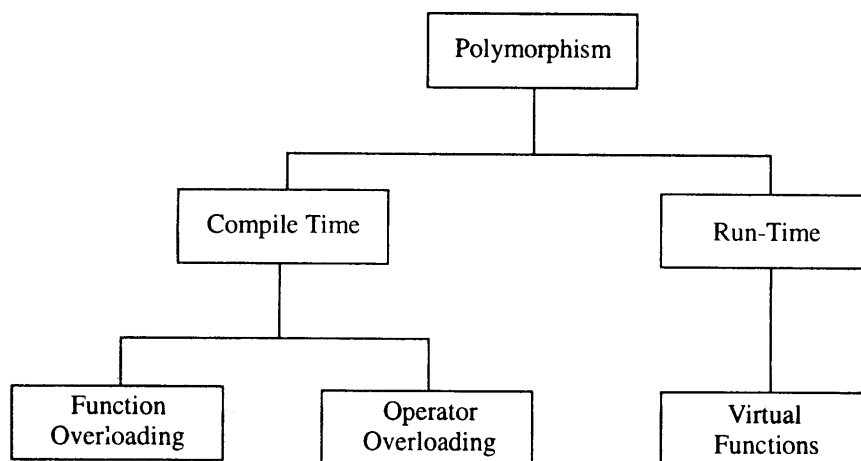 Polymorphism
Compile Time
Run-Time
Function
Overloading
Operator
Overloading
Virtual
Functions